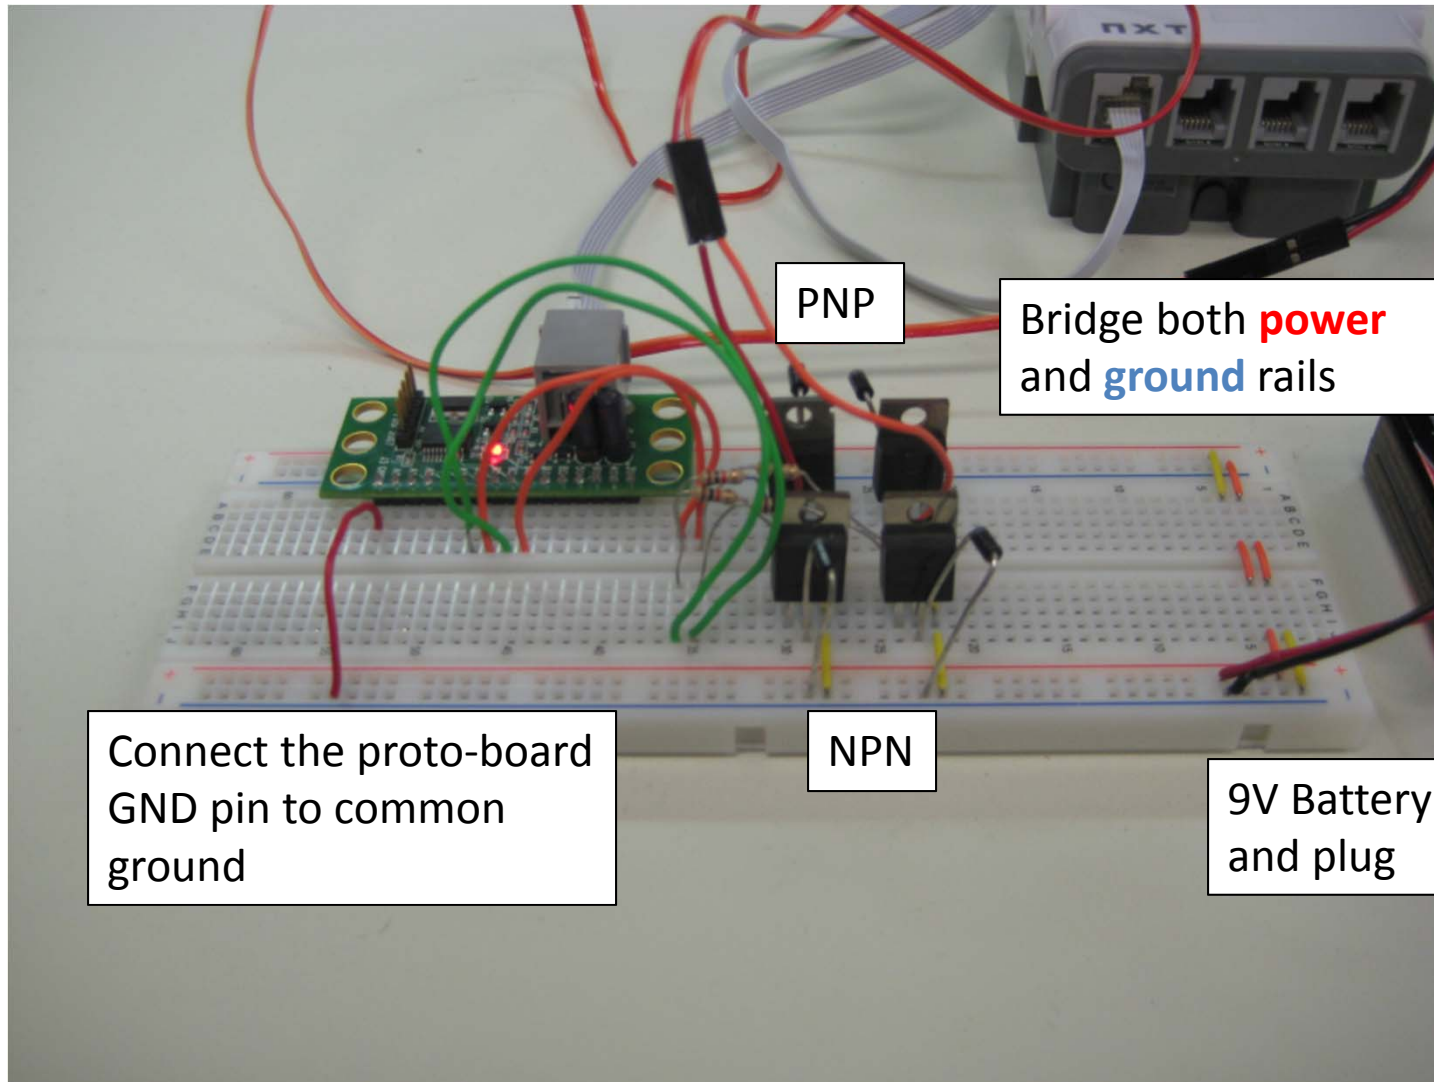 NXT
PNP
Bridge both power
and ground rails
Connect the proto-board
GND pin to common
ground
NPN
9V Battery
and plug